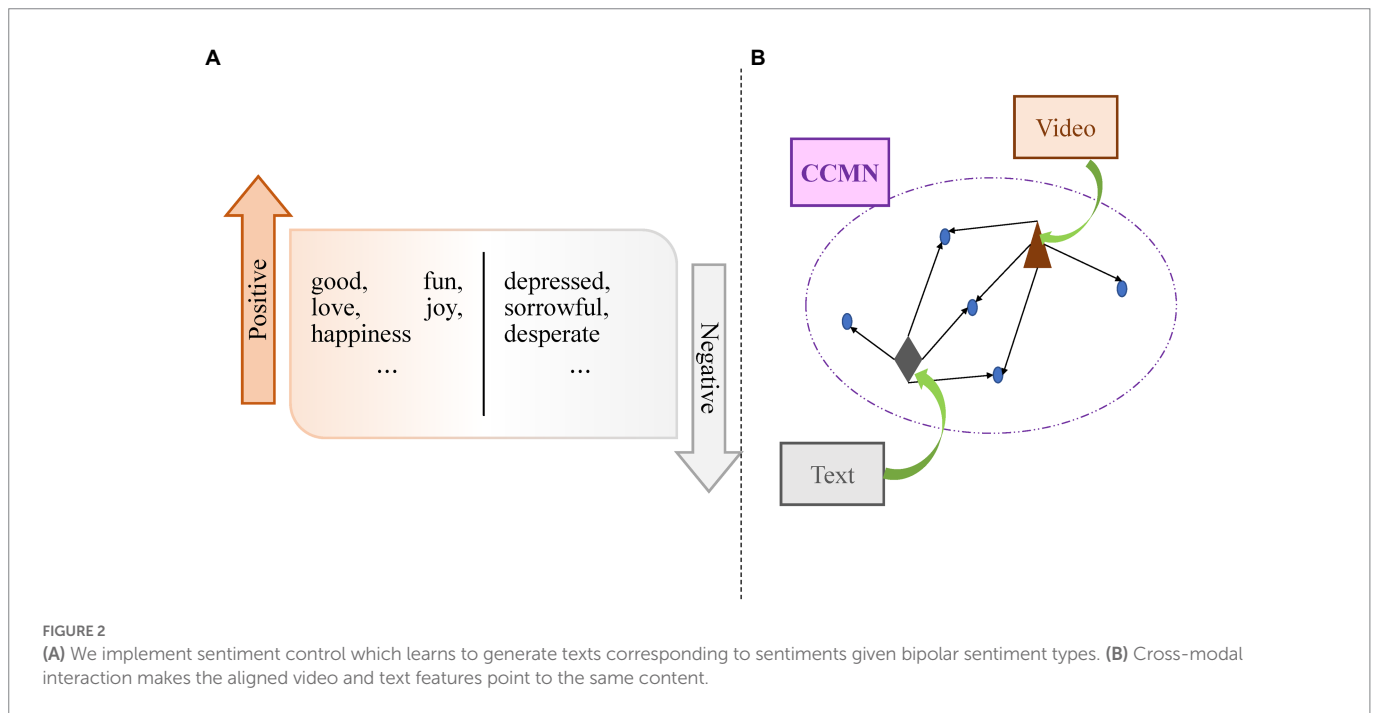 A
B
Video
CCMN
Positive
good, fun,
love, joy,
happiness
...
depressed,
sorrowful,
desperate
...
Negative
Text
FIGURE 2
(A) We implement sentiment control which learns to generate texts corresponding to sentiments given bipolar sentiment types. (B) Cross-modal
interaction makes the aligned video and text features point to the same content.